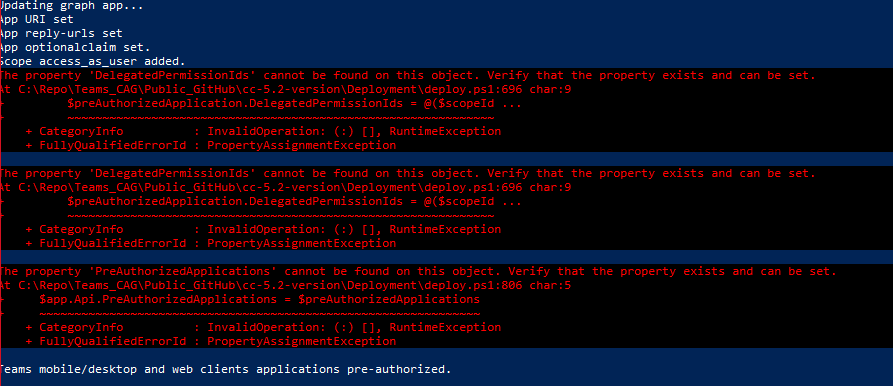 Updating graph app...
App URI set
App reply-urls set
App optionalclaim set.
Scope access_as_user added.
The property 'DelegatedPermissionIds' cannot be found on this object. Verify that the property exists and can be set.
At C:\Repo\Teams_CAG\Public_GitHub\cc-5.2-version\Deployment\deploy.ps1:696 char:9
+         $preAuthorizedApplication.DelegatedPermissionIds = @($scopeId ...
+         ~~~~~~~~~~~~~~~~~~~~~~~~~~~~~~~~~~~~~~~~~~~~~~~~~~~~~~~~~~~~~
    + CategoryInfo          : InvalidOperation: (:) [], RuntimeException
    + FullyQualifiedErrorId : PropertyAssignmentException
The property 'DelegatedPermissionIds' cannot be found on this object. Verify that the property exists and can be set.
At C:\Repo\Teams_CAG\Public_GitHub\cc-5.2-version\Deployment\deploy.ps1:696 char:9
+         $preAuthorizedApplication.DelegatedPermissionIds = @($scopeId ...
+         ~~~~~~~~~~~~~~~~~~~~~~~~~~~~~~~~~~~~~~~~~~~~~~~~~~~~~~~~~~~~~
    + CategoryInfo          : InvalidOperation: (:) [], RuntimeException
    + FullyQualifiedErrorId : PropertyAssignmentException
The property 'PreAuthorizedApplications' cannot be found on this object. Verify that the property exists and can be set.
At C:\Repo\Teams_CAG\Public_GitHub\cc-5.2-version\Deployment\deploy.ps1:806 char:5
+     $app.Api.PreAuthorizedApplications = $preAuthorizedApplications
+     ~~~~~~~~~~~~~~~~~~~~~~~~~~~~~~~~~~~~~~~~~~~~~~~~~~~~~~~~~~~~~~~
    + CategoryInfo          : InvalidOperation: (:) [], RuntimeException
    + FullyQualifiedErrorId : PropertyAssignmentException
Teams mobile/desktop and web clients applications pre-authorized.